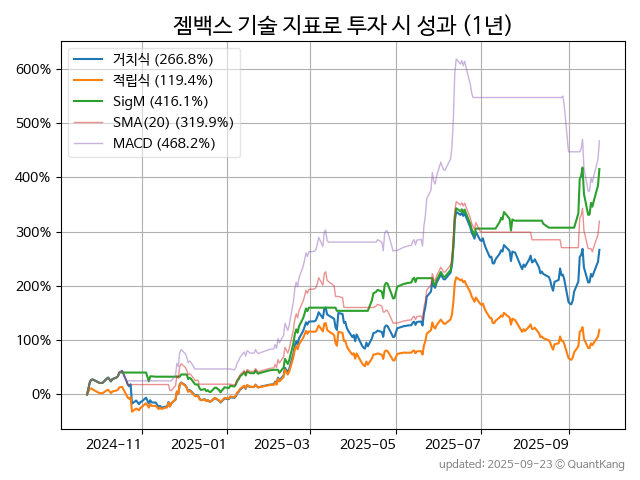 젬백스 기술 지표로 투자 시 성과 (1년)
거치식 (266.8%)
적립식 (119.4%)
SigM (416.1%)
SMA(20) (319.9%)
MACD (468.2%)
600%
500%
400%
300%
200%
100%
0%
2024-11 2025-01 2025-03 2025-05 2025-07 2025-09
updated: 2025-09-23 © QuantKang